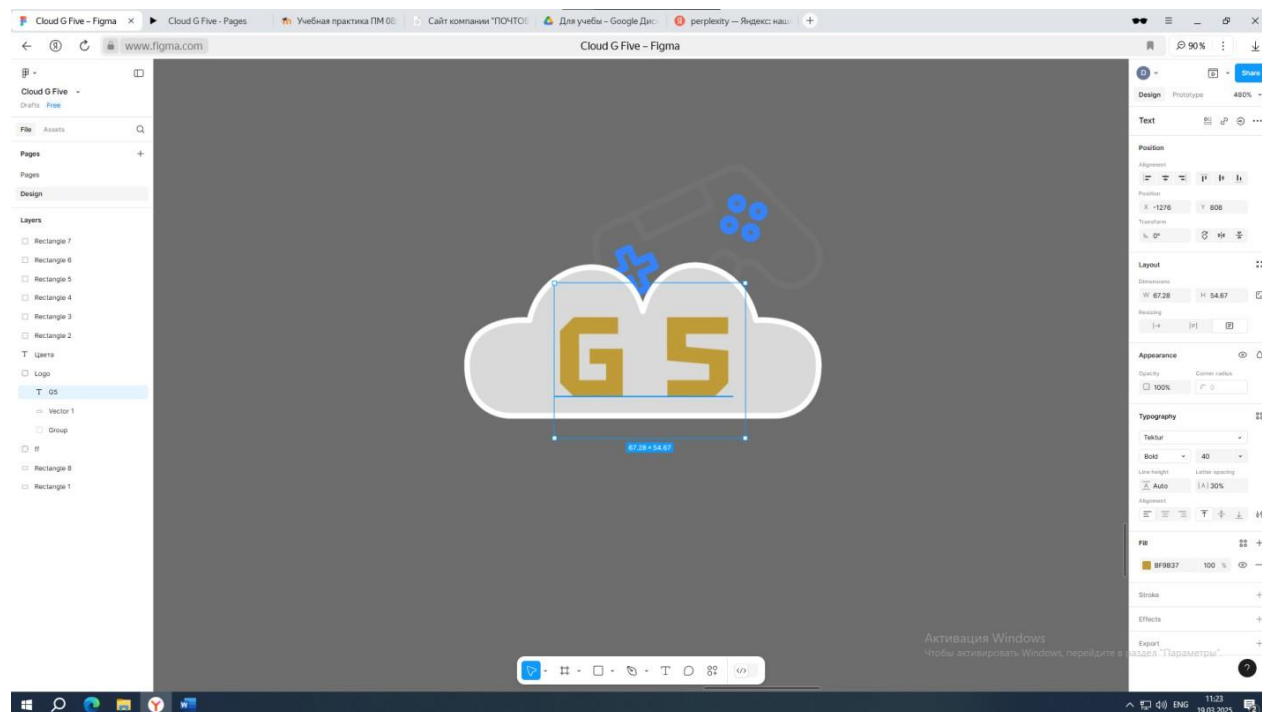 Cloud G Five – Figma
Cloud G Five - Pages
Учебная практика ПМ 08:
Сайт компании "ПОЧТОВ
Для учебы – Google Дис
perplexity — Яндекс: наш
www.figma.com
Cloud G Five – Figma
90%
Cloud G Five
Drafts Free
File Assets
Pages
Pages
Design
Layers
Rectangle 7
Rectangle 6
Rectangle 5
Rectangle 4
Rectangle 3
Rectangle 2
Цвета
Logo
G5
Vector 1
Group
ff
Rectangle 8
Rectangle 1
G 5
67.28 × 54.67
D
Share
Design Prototype 480%
Text
Position
Alignment
Position
X -1276 Y 808
Transform
0°
Layout
Dimensions
W 67.28 H 54.67
Resizing
Appearance
Opacity Corner radius
100% 0
Typography
Tektur
Bold 40
Line height Letter spacing
Auto |A| 30%
Alignment
Fill
BF9B37 100 %
Stroke
Effects
Export
Активация Windows
Чтобы активировать Windows, перейдите в раздел "Параметры".
ENG
11:23
19.03.2025